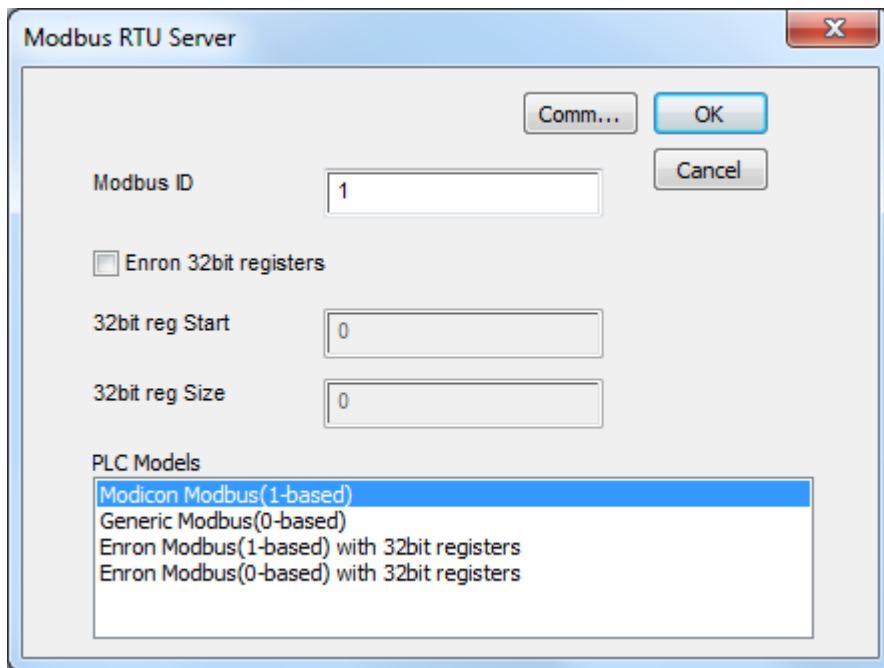 Modbus RTU Server
Comm...
OK
Cancel
Modbus ID
1
Enron 32bit registers
32bit reg Start
0
32bit reg Size
0
PLC Models
Modicon Modbus(1-based)
Generic Modbus(0-based)
Enron Modbus(1-based) with 32bit registers
Enron Modbus(0-based) with 32bit registers